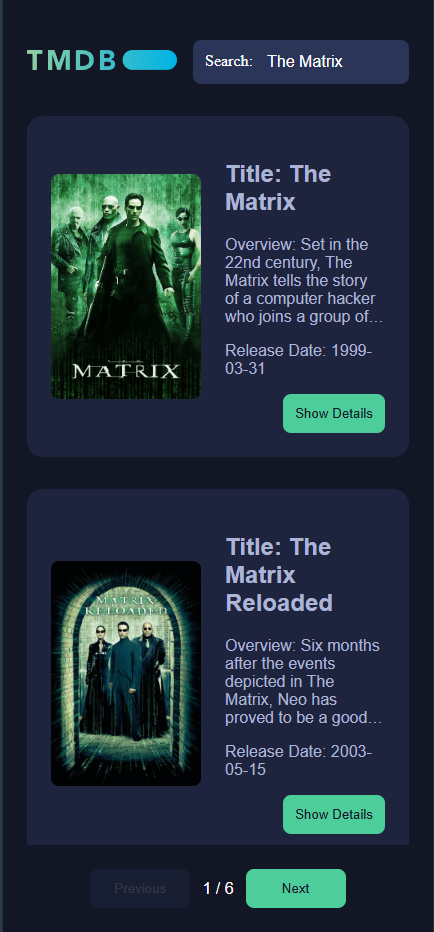 TMDB
Search: The Matrix
MATRIX
Title: The
Matrix
Overview: Set in the
22nd century, The
Matrix tells the story
of a computer hacker
who joins a group of…
Release Date: 1999-
03-31
Show Details
MATRIX
RELOADED
Title: The
Matrix
Reloaded
Overview: Six months
after the events
depicted in The
Matrix, Neo has
proved to be a good…
Release Date: 2003-
05-15
Show Details
Previous 1 / 6 Next